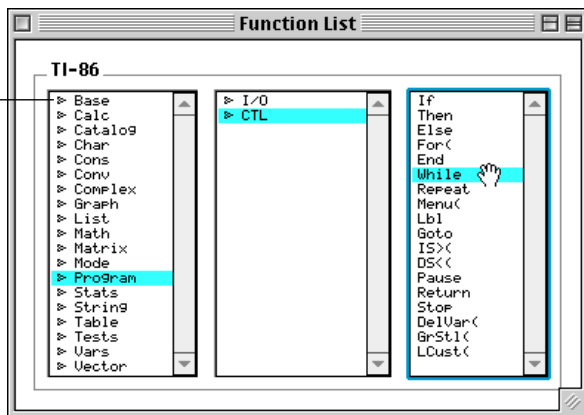 Function List
TI-86
Base
Calc
Catalog
Char
Cons
Conv
Complex
Graph
List
Math
Matrix
Mode
Program
Stats
String
Table
Tests
Vars
Vector
I/O
CTL
If
Then
Else
For(
End
While
Repeat
Menu(
Lbl
Goto
IS>(
DS<(
Pause
Return
Stop
DelVar(
GrStl(
LCust(